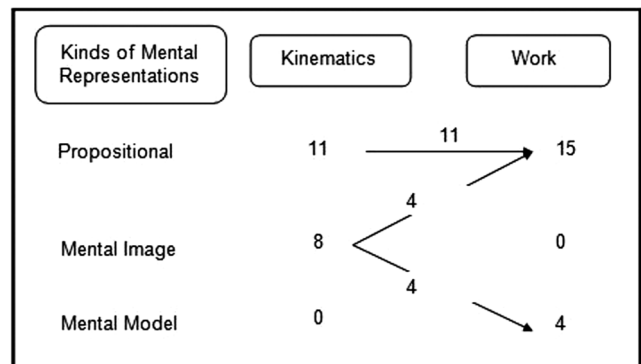 Kinds of Mental
Representations
Kinematics
Work
Propositional
11
11
15
4
Mental Image
8
0
4
Mental Model
0
4